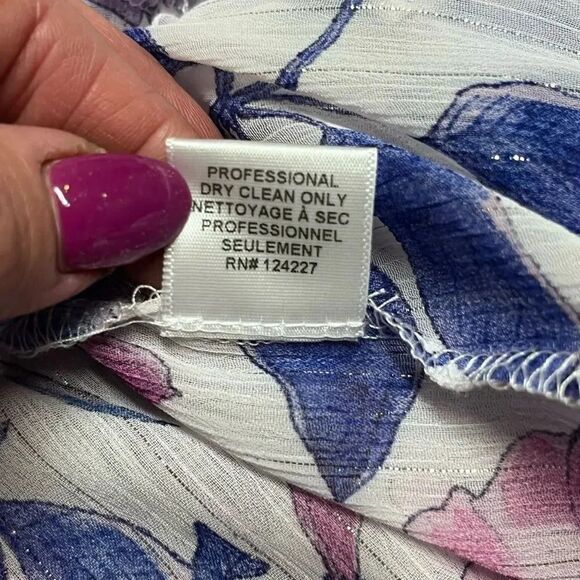 PROFESSIONAL
DRY CLEAN ONLY
NETTOYAGE À SEC
PROFESSIONNEL
SEULEMENT
RN# 124227